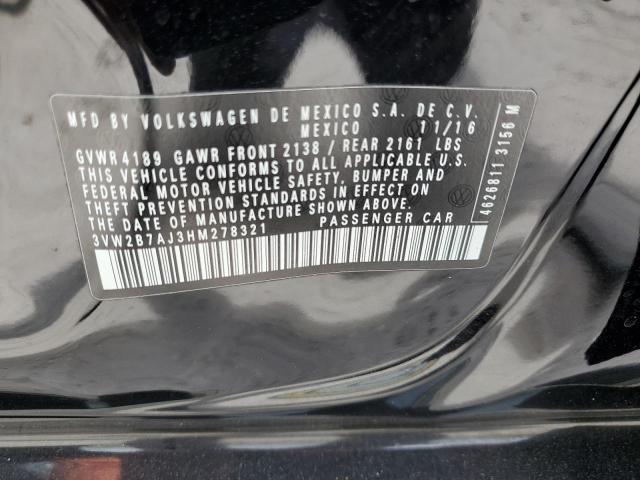 MFD BY VOLKSWAGEN DE MEXICO S.A. DE C.V.
MEXICO 11/16
GVWR 4189 GAWR FRONT 2138 / REAR 2161 LBS
THIS VEHICLE CONFORMS TO ALL APPLICABLE U.S.
FEDERAL MOTOR VEHICLE SAFETY, BUMPER AND
THEFT PREVENTION STANDARDS IN EFFECT ON
THE DATE OF MANUFACTURE SHOWN ABOVE.
3VW2B7AJ3HM278321 PASSENGER CAR
4626811 3156 M